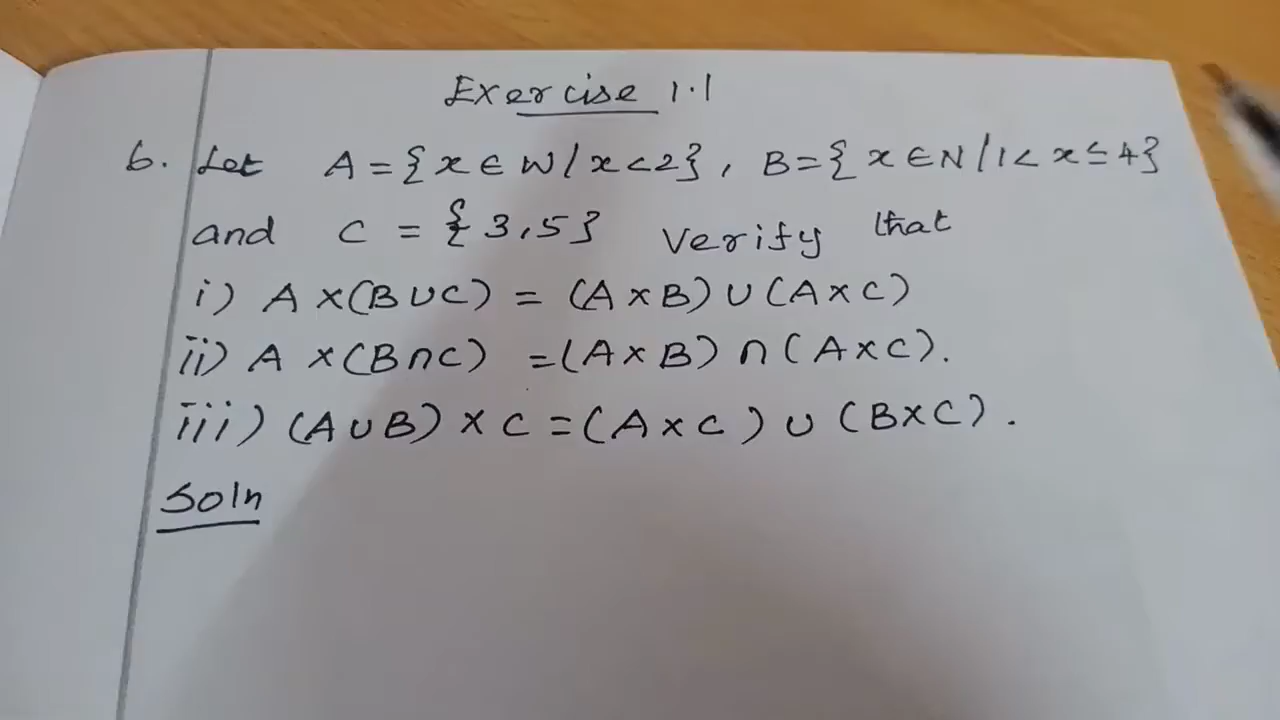 Exercise 1.1
6. Let A = {x ∈ W / x < 2}, B = {x ∈ N / 1 < x ≤ 4}
and C = {3, 5} verify that
i) A × (B ∪ C) = (A × B) ∪ (A × C)
ii) A × (B ∩ C) = (A × B) ∩ (A × C).
iii) (A ∪ B) × C = (A × C) ∪ (B × C).
Soln